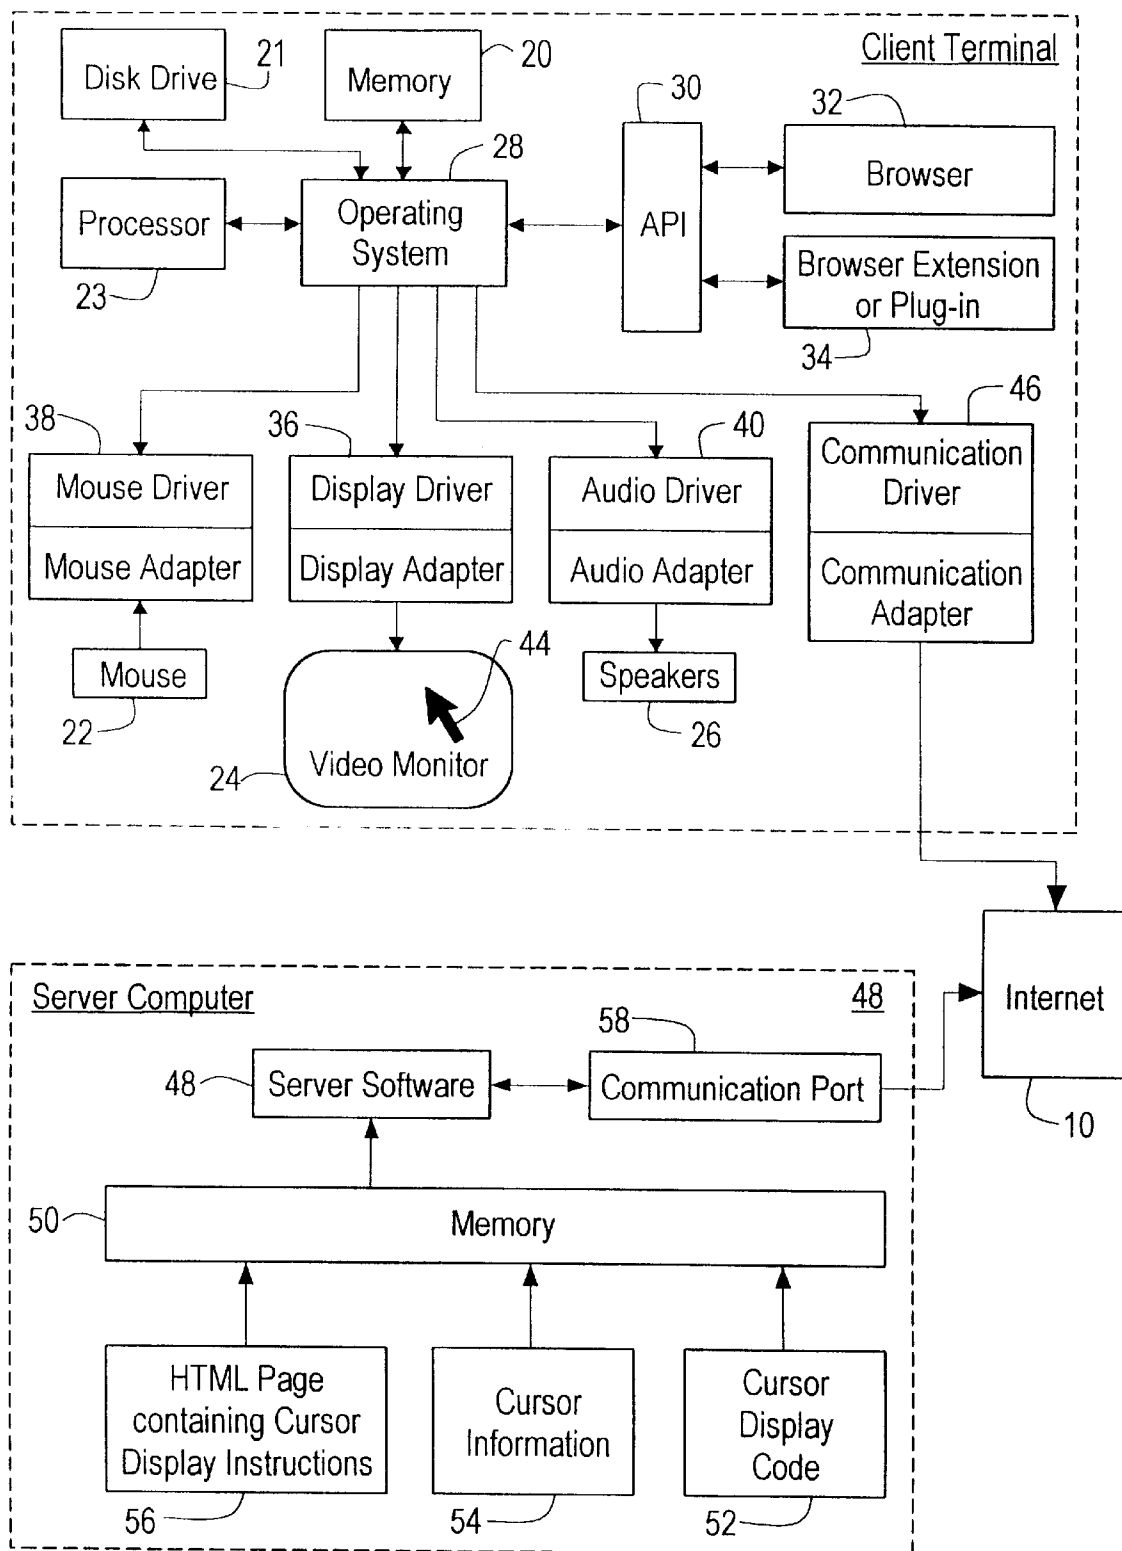 Client Terminal
21
20
Disk Drive
Memory
30
32
28
Processor
Operating
System
API
Browser
23
Browser Extension
or Plug-in
34
38
36
40
46
Mouse Driver
Display Driver
Audio Driver
Communication
Driver
Mouse Adapter
Display Adapter
Audio Adapter
Communication
Adapter
44
Mouse
Speakers
22
26
Video Monitor
24
Server Computer
48
Internet
58
48
Server Software
Communication Port
10
50
Memory
HTML Page
containing Cursor
Display Instructions
Cursor
Information
Cursor
Display
Code
56
54
52